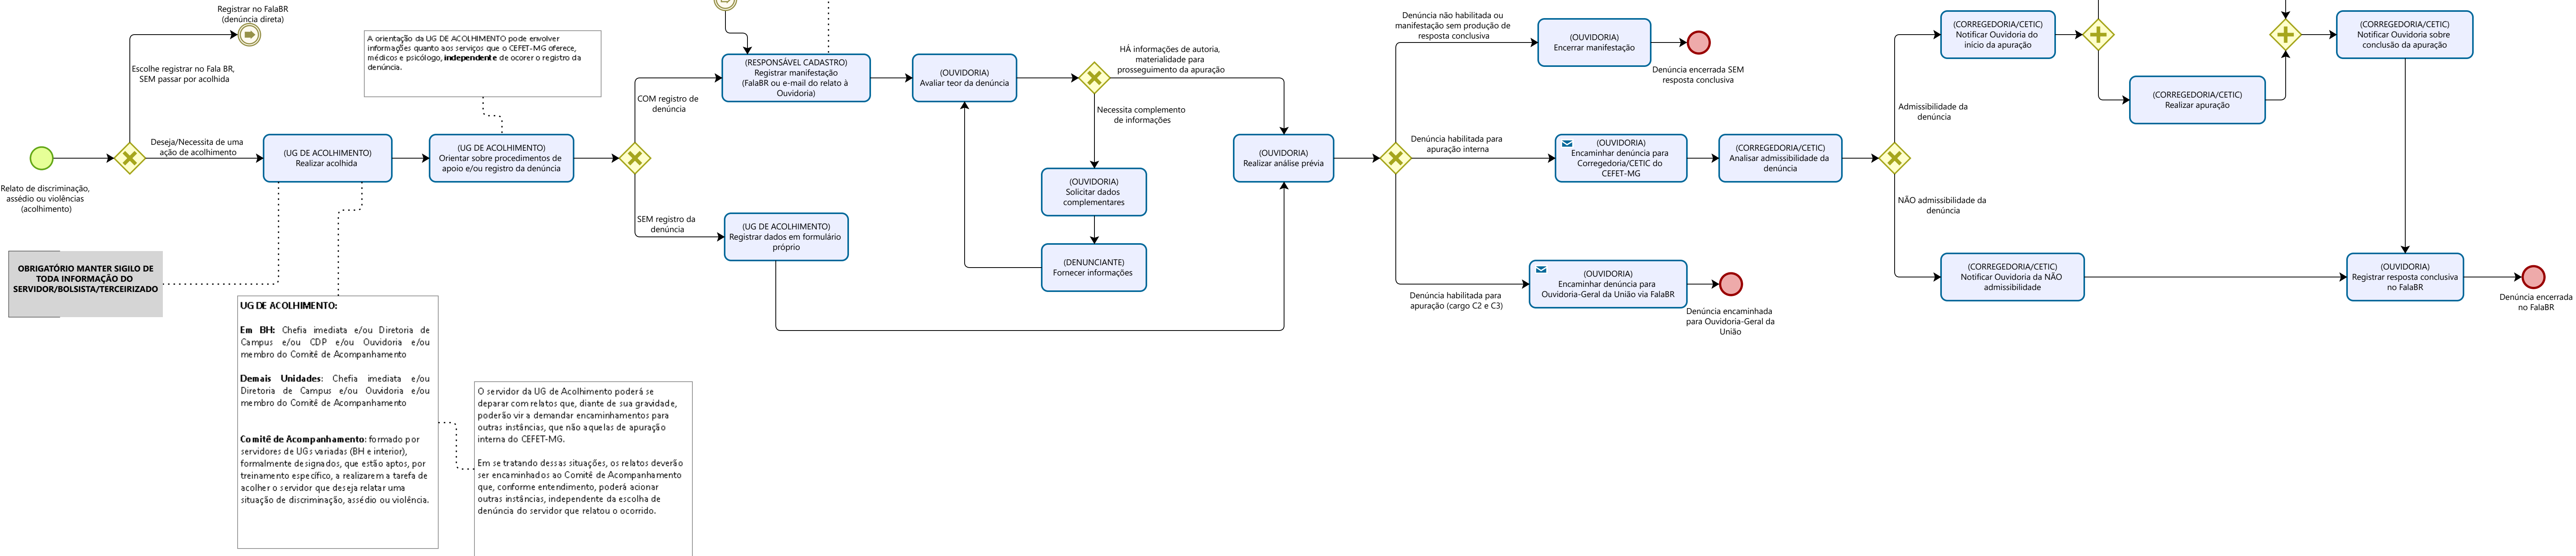 Registrar no FalaBR
(denúncia direta)
Escolhe registrar no Fala BR,
SEM passar por acolhida
Relato de discriminação,
assédio ou violências
(acolhimento)
Deseja/Necessita de uma
ação de acolhimento
(UG DE ACOLHIMENTO)
Realizar acolhida
A orientação da UG DE ACOLHIMENTO pode envolver
informações quanto aos serviços que o CEFET-MG oferece,
médicos e psicólogo, independente de ocorer o registro da
denúncia.
(UG DE ACOLHIMENTO)
Orientar sobre procedimentos de
apoio e/ou registro da denúncia
OBRIGATÓRIO MANTER SIGILO DE
TODA INFORMAÇÃO DO
SERVIDOR/BOLSISTA/TERCEIRIZADO
UG DE ACOLHIMENTO:
Em BH: Chefia imediata e/ou Diretoria de
Campus e/ou CDP e/ou Ouvidoria e/ou
membro do Comitê de Acompanhamento
Demais Unidades: Chefia imediata e/ou
Diretoria de Campus e/ou Ouvidoria e/ou
membro do Comitê de Acompanhamento
Comitê de Acompanhamento: formado por
servidores de UGs variadas (BH e interior),
formalmente designados, que estão aptos, por
treinamento específico, a realizarem a tarefa de
acolher o servidor que deseja relatar uma
situação de discriminação, assédio ou violência.
O servidor da UG de Acolhimento poderá se
deparar com relatos que, diante de sua gravidade,
poderão vir a demandar encaminhamentos para
outras instâncias, que não aquelas de apuração
interna do CEFET-MG.
Em se tratando dessas situações, os relatos deverão
ser encaminhados ao Comitê de Acompanhamento
que, conforme entendimento, poderá acionar
outras instâncias, independente da escolha de
denúncia do servidor que relatou o ocorrido.
COM registro de
denúncia
SEM registro da
denúncia
(RESPONSÁVEL CADASTRO)
Registrar manifestação
(FalaBR ou e-mail do relato à
Ouvidoria)
(UG DE ACOLHIMENTO)
Registrar dados em formulário
próprio
(OUVIDORIA)
Avaliar teor da denúncia
HÁ informações de autoria,
materialidade para
prosseguimento da apuração
Necessita complemento
de informações
(OUVIDORIA)
Solicitar dados
complementares
(DENUNCIANTE)
Fornecer informações
(OUVIDORIA)
Realizar análise prévia
Denúncia não habilitada ou
manifestação sem produção de
resposta conclusiva
(OUVIDORIA)
Encerrar manifestação
Denúncia encerrada SEM
resposta conclusiva
Denúncia habilitada para
apuração interna
(OUVIDORIA)
Encaminhar denúncia para
Corregedoria/CETIC do
CEFET-MG
(CORREGEDORIA/CETIC)
Analisar admissibilidade da
denúncia
Denúncia habilitada para
apuração (cargo C2 e C3)
(OUVIDORIA)
Encaminhar denúncia para
Ouvidoria-Geral da União via FalaBR
Denúncia encaminhada
para Ouvidoria-Geral da
União
Admissibilidade da
denúncia
NÃO admissibilidade da
denúncia
(CORREGEDORIA/CETIC)
Notificar Ouvidoria do
início da apuração
(CORREGEDORIA/CETIC)
Realizar apuração
(CORREGEDORIA/CETIC)
Notificar Ouvidoria sobre
conclusão da apuração
(CORREGEDORIA/CETIC)
Notificar Ouvidoria da NÃO
admissibilidade
(OUVIDORIA)
Registrar resposta conclusiva
no FalaBR
Denúncia encerrada
no FalaBR